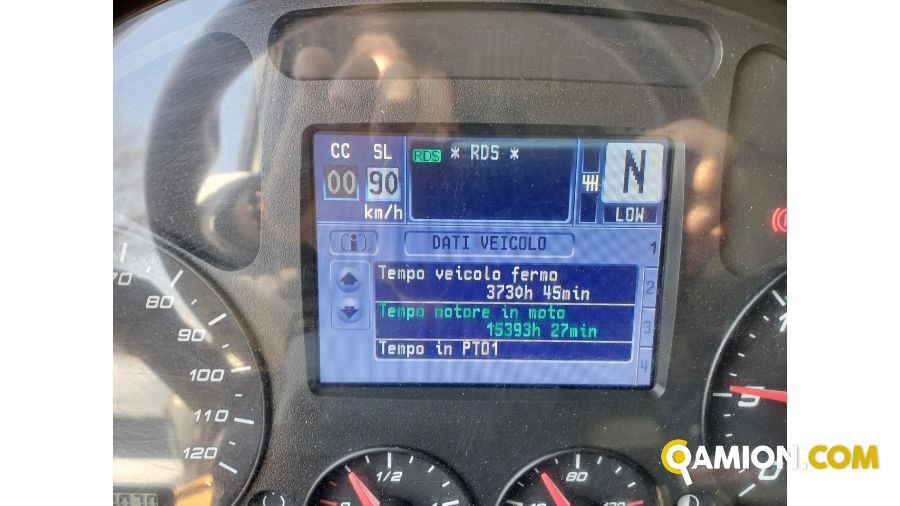 CC SL
00 90
km/h
RDS * RDS *
N
LOW
i DATI VEICOLO 1
Tempo veicolo fermo
3730h 45min
2
Tempo motore in moto
15393h 27min
3
Tempo in PT01
4
70
80
90
100
110
120
1/2
80
5
0
QAMION.COM